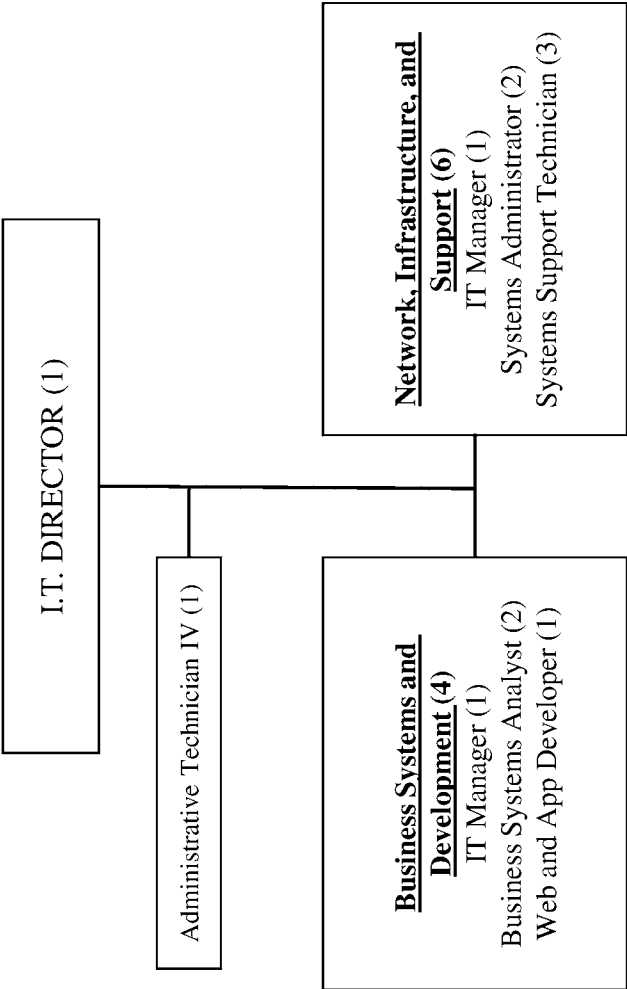 I.T. DIRECTOR (1)
Administrative Technician IV (1)
Business Systems and
Development (4)
IT Manager (1)
Business Systems Analyst (2)
Web and App Developer (1)
Network, Infrastructure, and
Support (6)
IT Manager (1)
Systems Administrator (2)
Systems Support Technician (3)